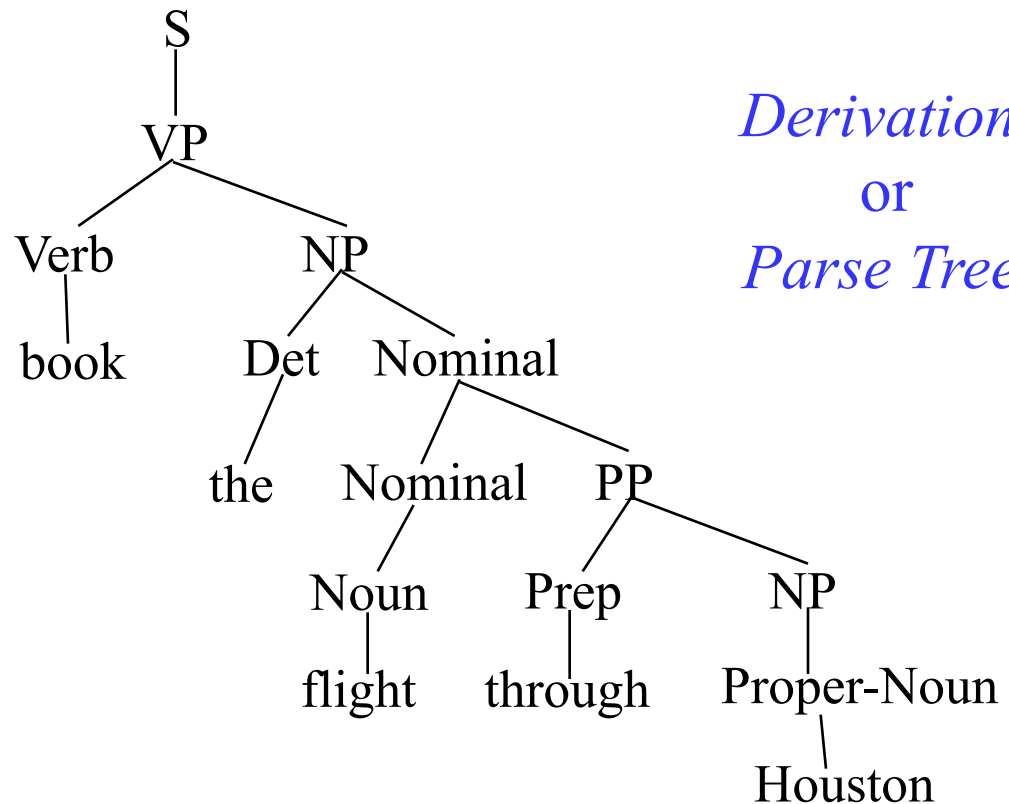 S
Derivation
VP
or
Verb NP
Parse Tree
book Det Nominal
the Nominal PP
Noun Prep NP
flight through Proper-Noun
Houston